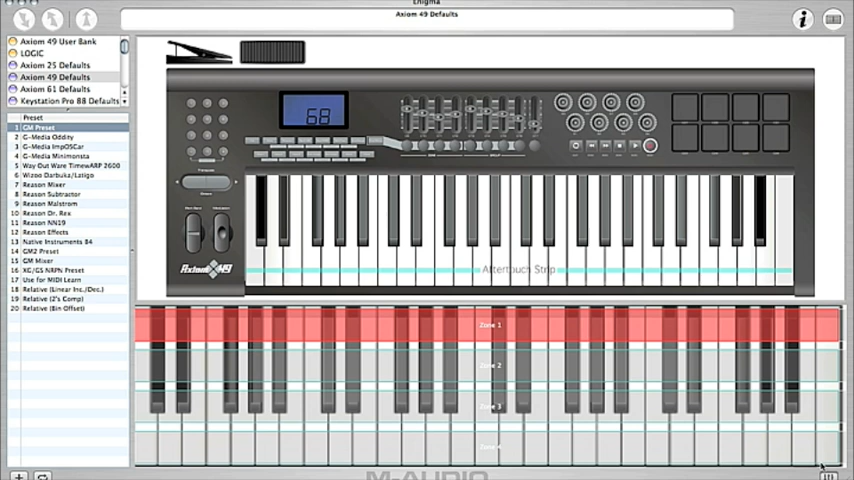 Enigma
Axiom 49 Defaults
Axiom 49 User Bank
LOGIC
Axiom 25 Defaults
Axiom 49 Defaults
Axiom 61 Defaults
Keystation Pro 88 Defaults
Preset
1 GM Preset
2 G-Media Oddity
3 G-Media ImpOSCar
4 G-Media Minimonsta
5 Way Out Ware TimewARP 2600
6 Wizoo Darbuka/Latigo
7 Reason Mixer
8 Reason Subtractor
9 Reason Malstrom
10 Reason Dr. Rex
11 Reason NN19
12 Reason Effects
13 Native Instruments B4
14 GM2 Preset
15 GM Mixer
16 XG/GS NRPN Preset
17 Use for MIDI Learn
18 Relative (Linear Inc./Dec.)
19 Relative (2's Comp)
20 Relative (Bin Offset)
68
Axiom 49
Aftertouch Strip
Zone 1
Zone 2
Zone 3
Zone 4
M-AUDIO